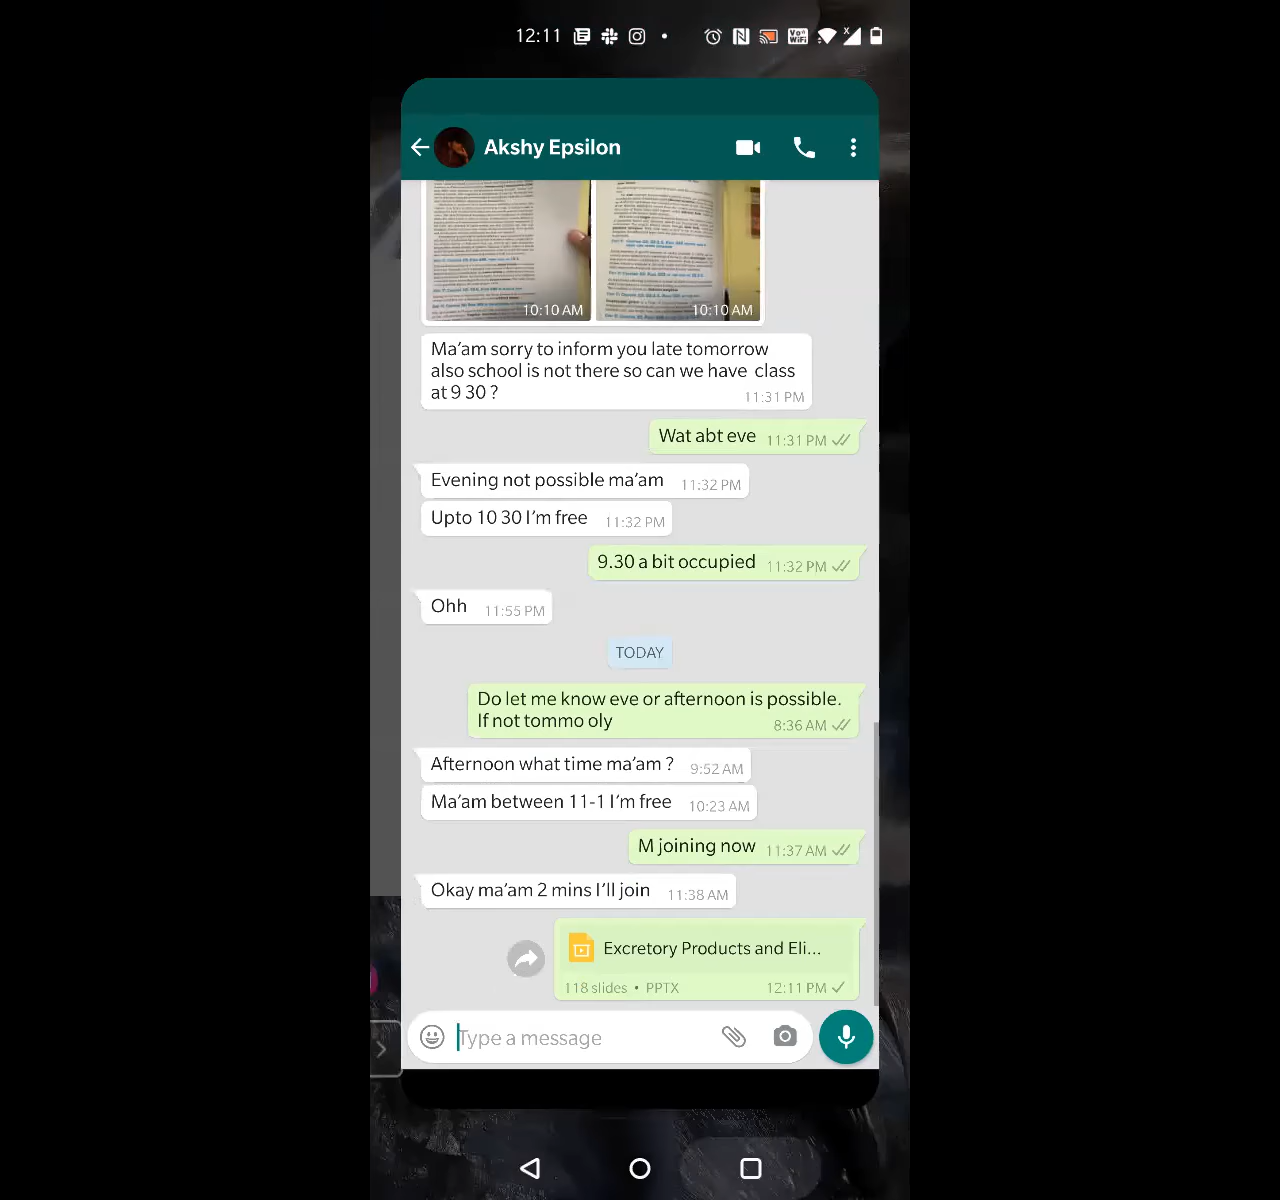 12:11
Vo))
WiFi
Akshy Epsilon
10:10 AM
10:10 AM
Ma'am sorry to inform you late tomorrow
also school is not there so can we have class
at 9 30 ?
11:31 PM
Wat abt eve 11:31 PM
Evening not possible ma'am 11:32 PM
Upto 10 30 I'm free 11:32 PM
9.30 a bit occupied 11:32 PM
Ohh 11:55 PM
TODAY
Do let me know eve or afternoon is possible.
If not tommo oly 8:36 AM
Afternoon what time ma'am ? 9:52 AM
Ma'am between 11-1 I'm free 10:23 AM
M joining now 11:37 AM
Okay ma'am 2 mins I'll join 11:38 AM
Excretory Products and Eli...
118 slides • PPTX 12:11 PM
Type a message